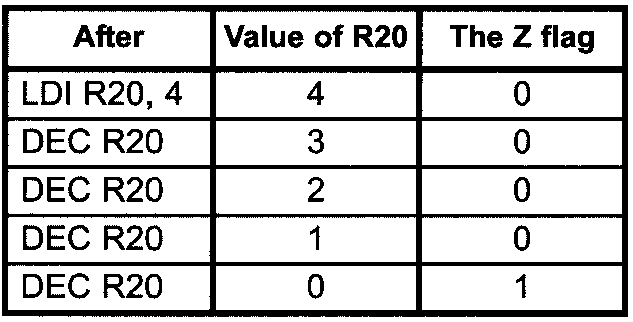 After Value of R20 The Z flag
LDI R20, 4 4 0
DEC R20 3 0
DEC R20 2 0
DEC R20 1 0
DEC R20 0 1